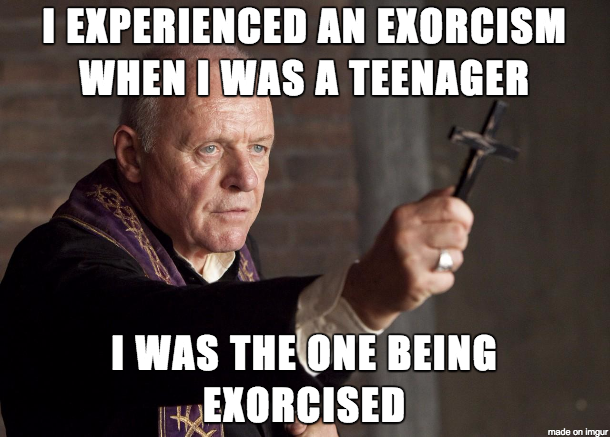 I EXPERIENCED AN EXORCISM
WHEN I WAS A TEENAGER
I WAS THE ONE BEING
EXORCISED
made on imgur